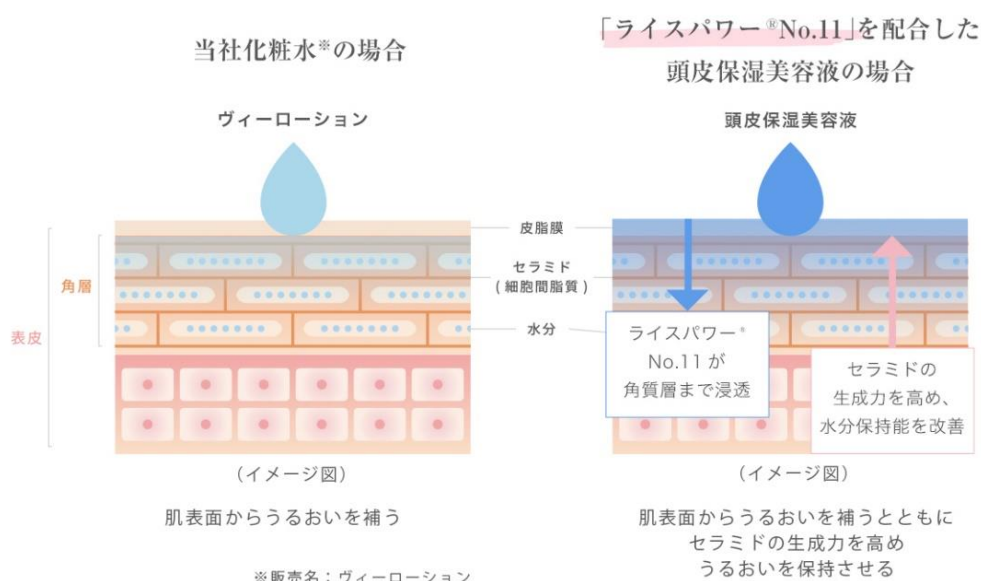 当社化粧水※の場合
ヴィーローション
「ライスパワー®No.11」を配合した
頭皮保湿美容液の場合
頭皮保湿美容液
皮脂膜
セラミド
(細胞間脂質)
水分
角層
表皮
ライスパワー®
No.11が
角質層まで浸透
セラミドの
生成力を高め、
水分保持能を改善
(イメージ図)
肌表面からうるおいを補う
※販売名：ヴィーローション
(イメージ図)
肌表面からうるおいを補うとともに
セラミドの生成力を高め
うるおいを保持させる